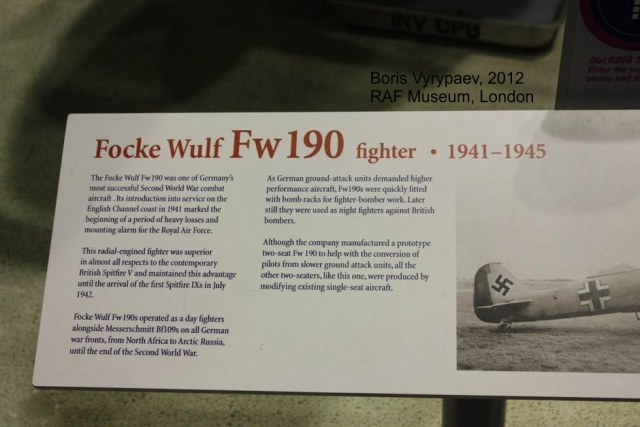 INV CPB
Dial 0208
Enter the
above end
Boris Vyrypaev, 2012
RAF Museum, London
Focke Wulf Fw 190 fighter • 1941–1945
The Focke Wulf Fw190 was one of Germany's
most successful Second World War combat
aircraft . Its introduction into service on the
English Channel coast in 1941 marked the
beginning of a period of heavy losses and
mounting alarm for the Royal Air Force.
This radial-engined fighter was superior
in almost all respects to the contemporary
British Spitfire V and maintained this advantage
until the arrival of the first Spitfire IXs in July
1942.
Focke Wulf Fw190s operated as a day fighters
alongside Messerschmitt Bf109s on all German
war fronts, from North Africa to Arctic Russia,
until the end of the Second World War.
As German ground-attack units demanded higher
performance aircraft, Fw190s were quickly fitted
with bomb racks for fighter-bomber work. Later
still they were used as night fighters against British
bombers.
Although the company manufactured a prototype
two-seat Fw 190 to help with the conversion of
pilots from slower ground attack units, all the
other two-seaters, like this one, were produced by
modifying existing single-seat aircraft.